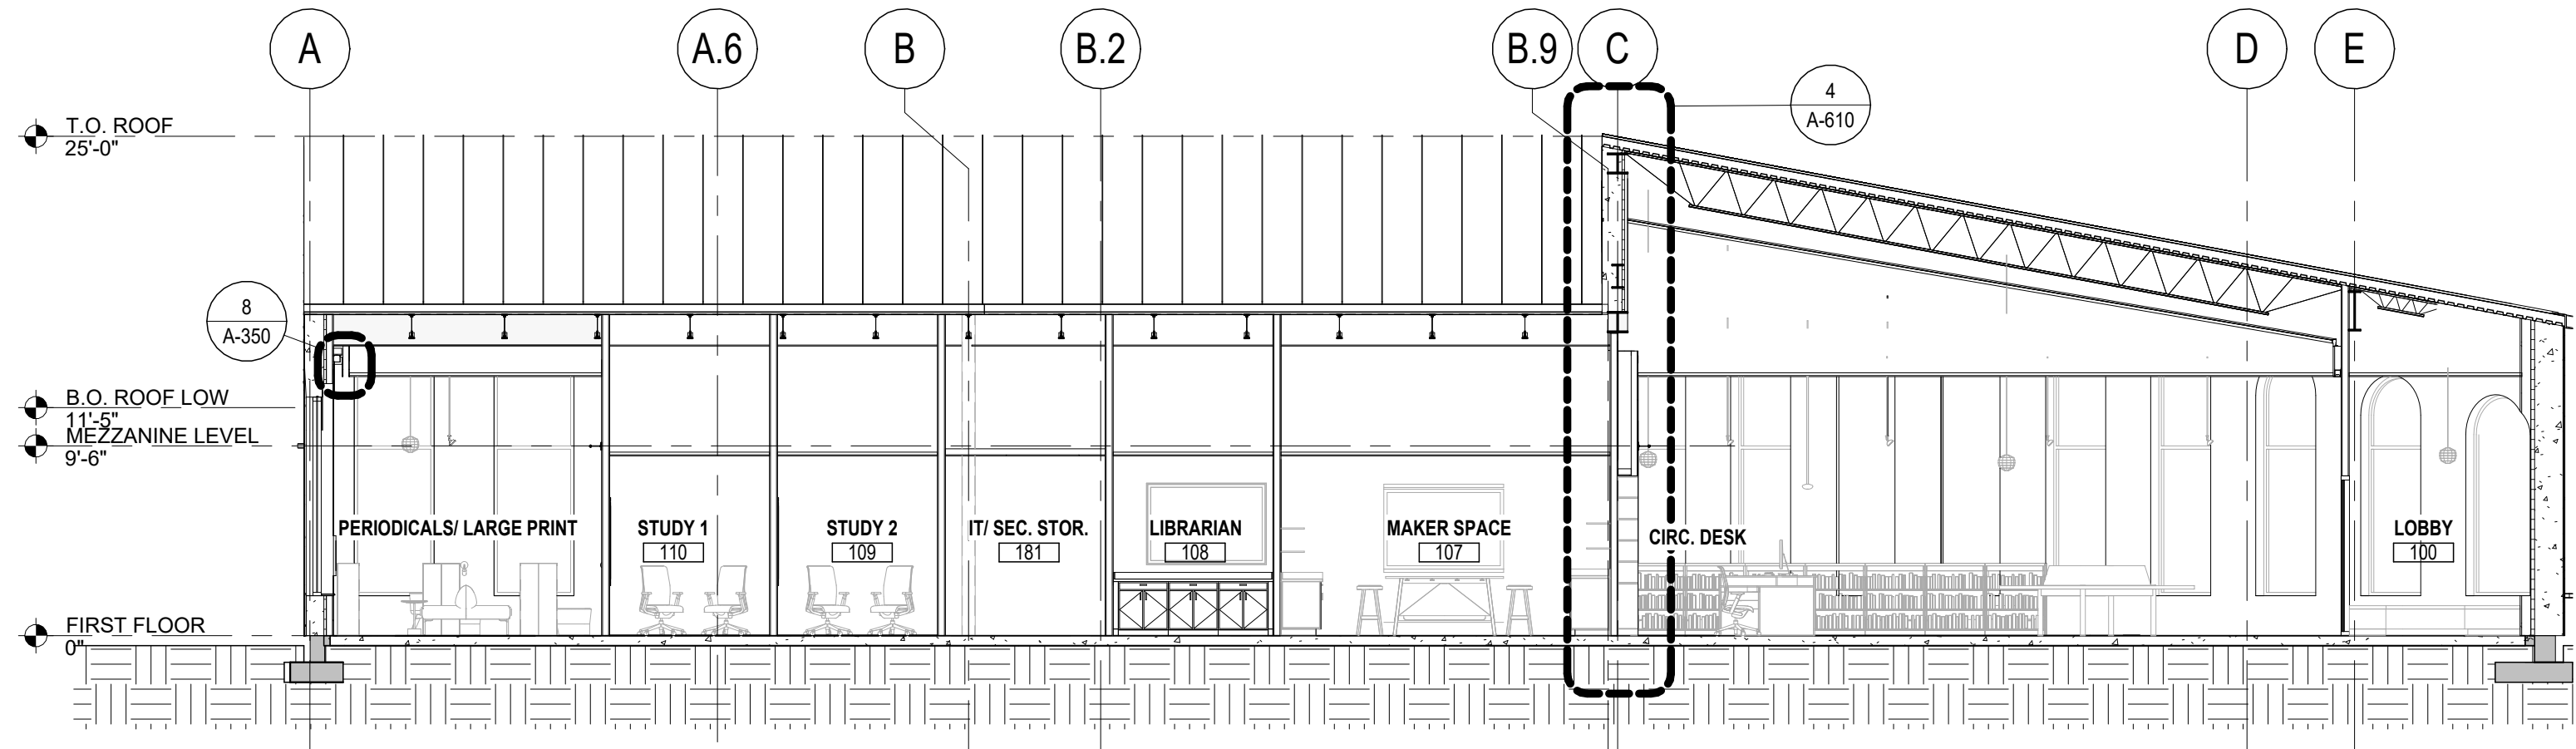 A
A.6
B
B.2
B.9
C
D
E
4
A-610
T.O. ROOF
25'-0"
8
A-350
B.O. ROOF LOW
11'-5"
MEZZANINE LEVEL
9'-6"
PERIODICALS/ LARGE PRINT
STUDY 1
110
STUDY 2
109
IT/ SEC. STOR.
181
LIBRARIAN
108
MAKER SPACE
107
CIRC. DESK
LOBBY
100
FIRST FLOOR
0"